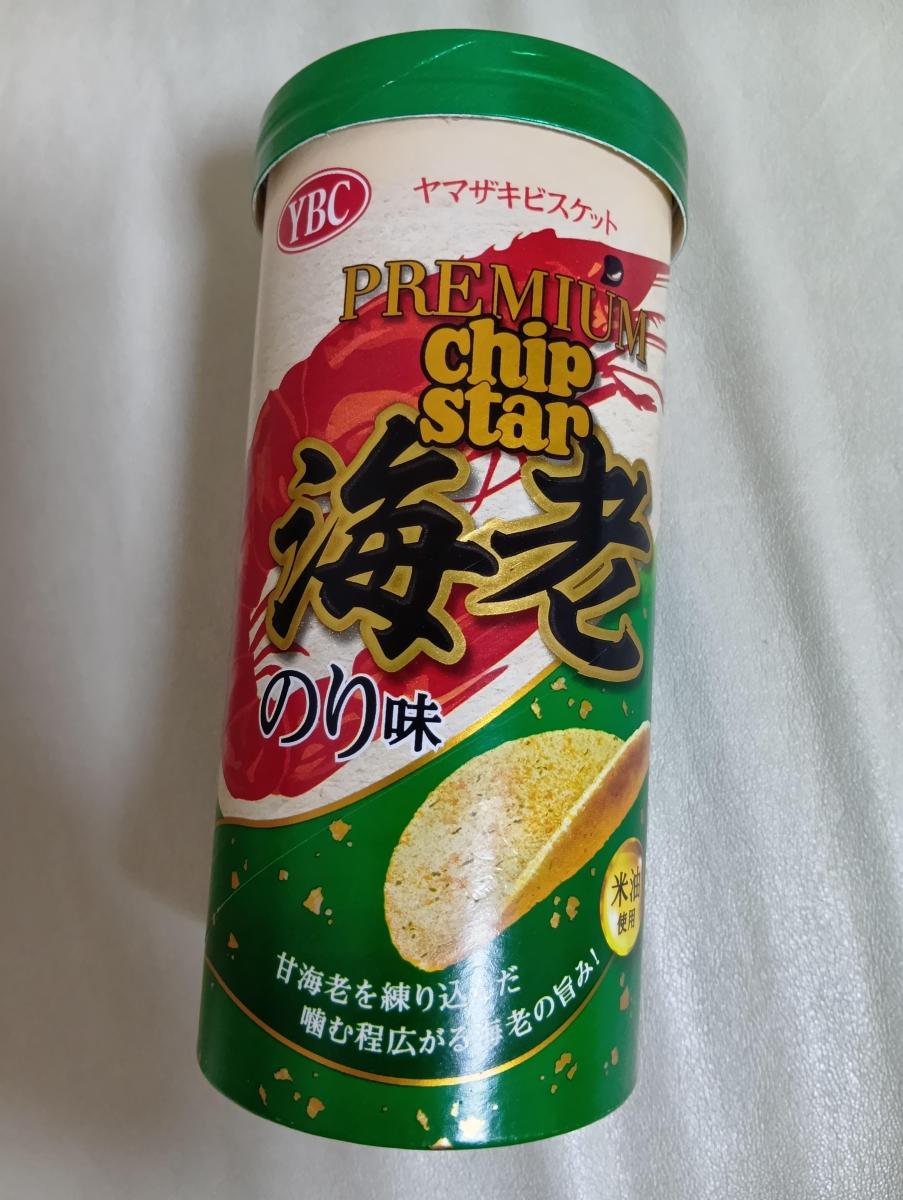 YBC
ヤマザキビスケット
PREMIUM
chip
star
海老
のり味
米油
使用
甘海老を練り込んだ
噛む程広がる海老の旨み!